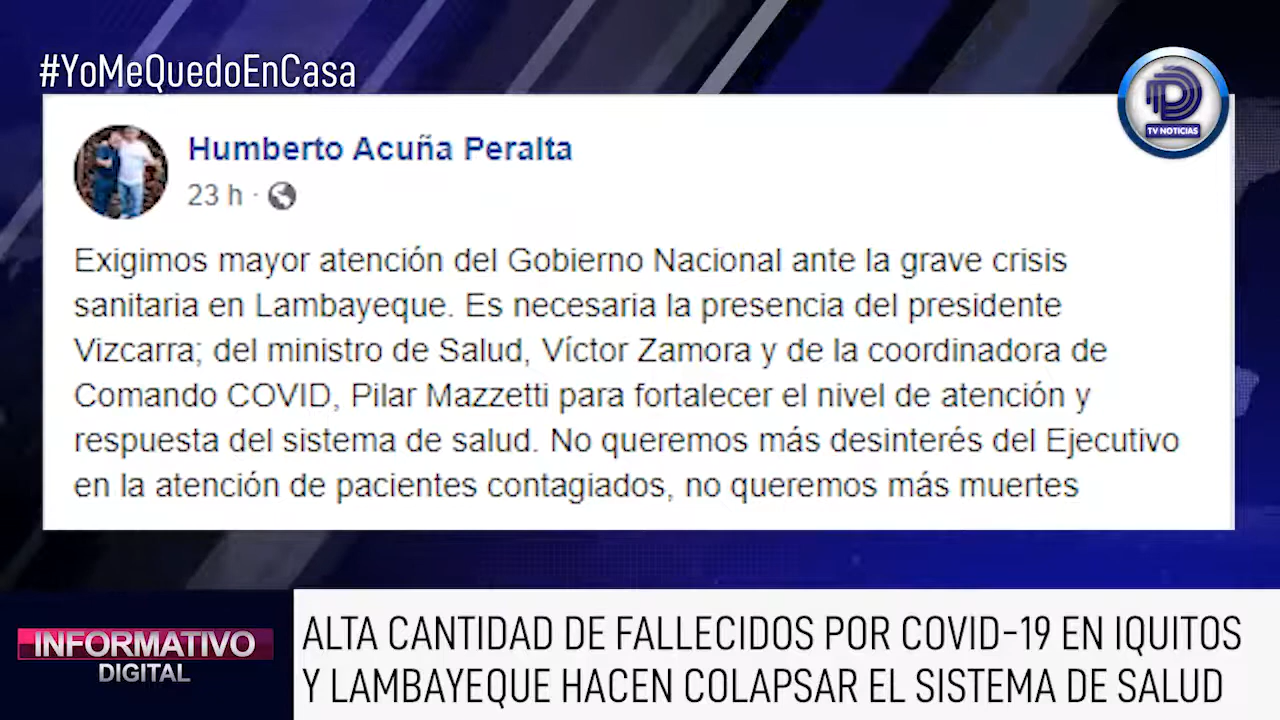 #YoMeQuedoEnCasa
TV NOTICIAS
Humberto Acuña Peralta
23 h ·
Exigimos mayor atención del Gobierno Nacional ante la grave crisis
sanitaria en Lambayeque. Es necesaria la presencia del presidente
Vizcarra; del ministro de Salud, Víctor Zamora y de la coordinadora de
Comando COVID, Pilar Mazzetti para fortalecer el nivel de atención y
respuesta del sistema de salud. No queremos más desinterés del Ejecutivo
en la atención de pacientes contagiados, no queremos más muertes
INFORMATIVO
DIGITAL
ALTA CANTIDAD DE FALLECIDOS POR COVID-19 EN IQUITOS
Y LAMBAYEQUE HACEN COLAPSAR EL SISTEMA DE SALUD